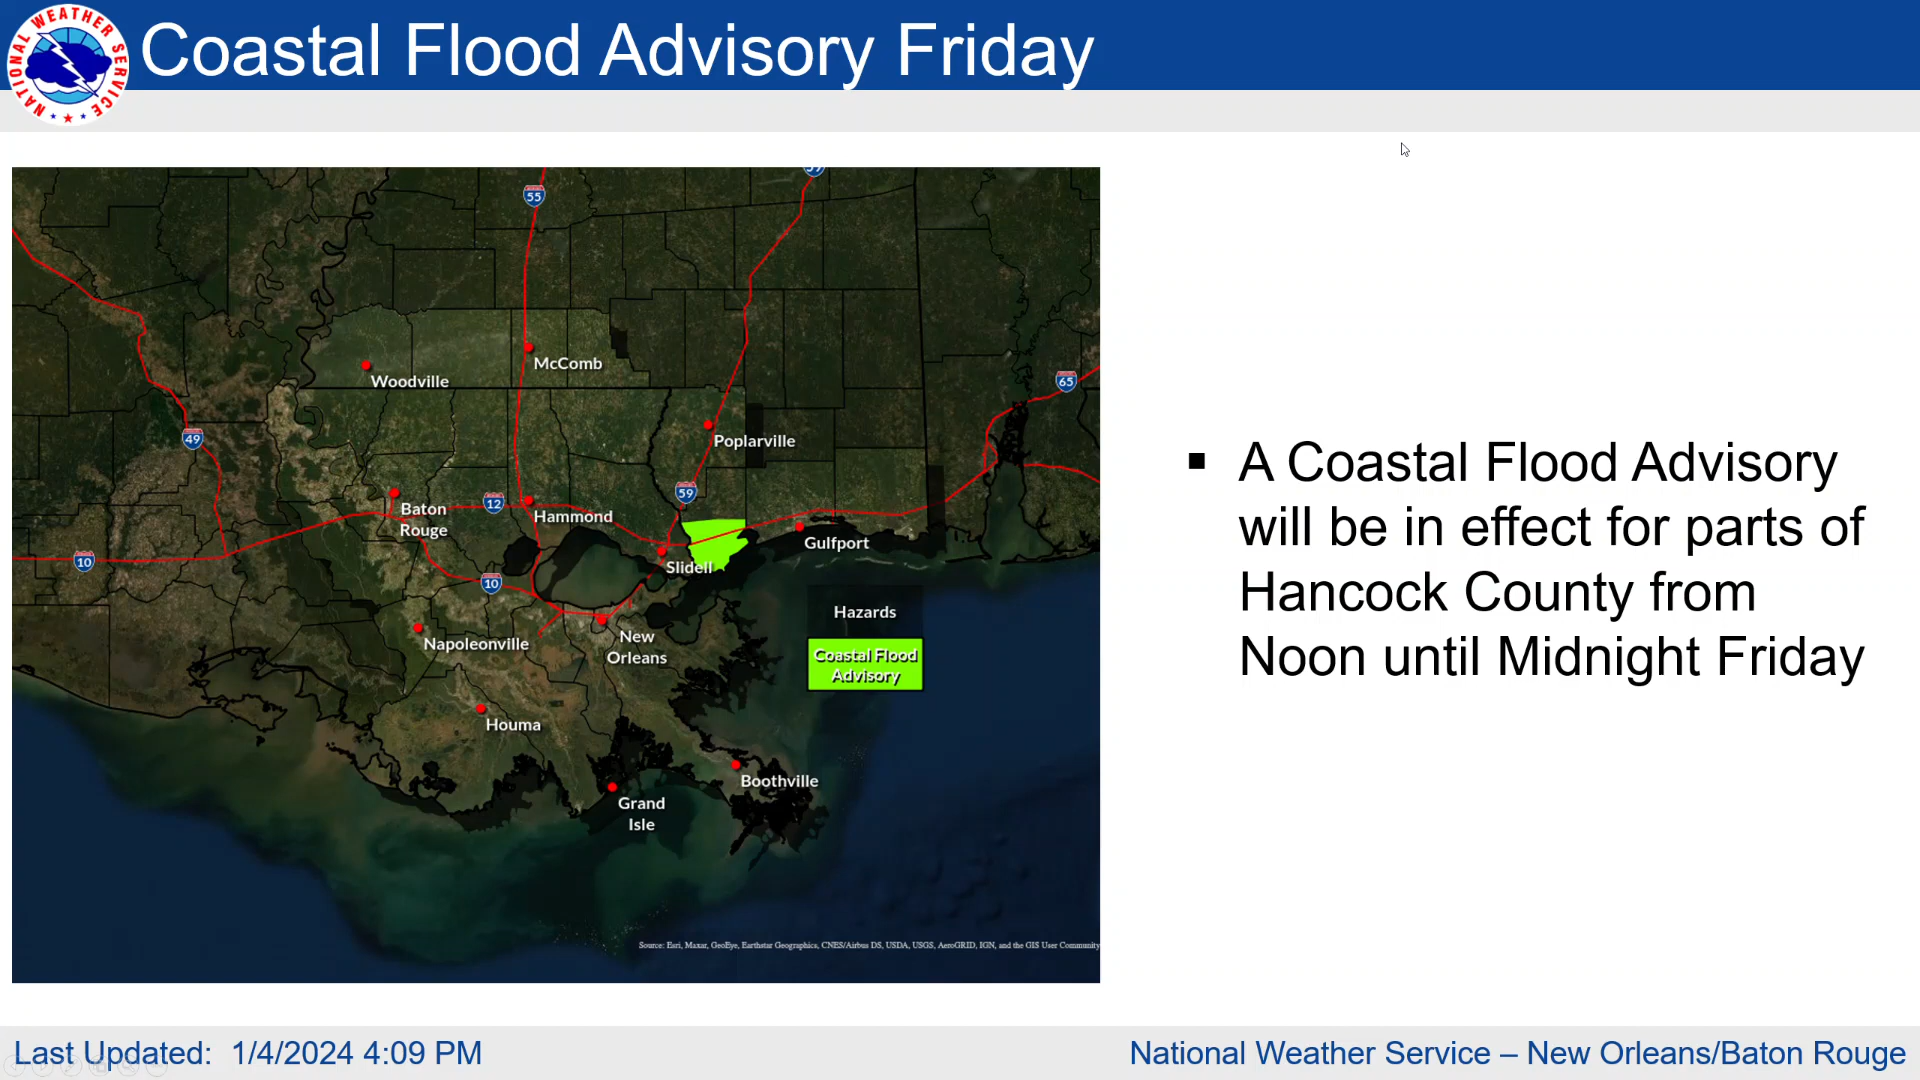 NATIONAL WEATHER SERVICE
Coastal Flood Advisory Friday
55
59
McComb
Woodville
65
49
Poplarville
59
Baton
Rouge
12
Hammond
Gulfport
10
Slidell
10
Hazards
New
Orleans
Napoleonville
Coastal Flood
Advisory
Houma
Boothville
Grand
Isle
Source: Esri, Maxar, GeoEye, Earthstar Geographics, CNES/Airbus DS, USDA, USGS, AeroGRID, IGN, and the GIS User Community
▪ A Coastal Flood Advisory
will be in effect for parts of
Hancock County from
Noon until Midnight Friday
Last Updated: 1/4/2024 4:09 PM
National Weather Service – New Orleans/Baton Rouge